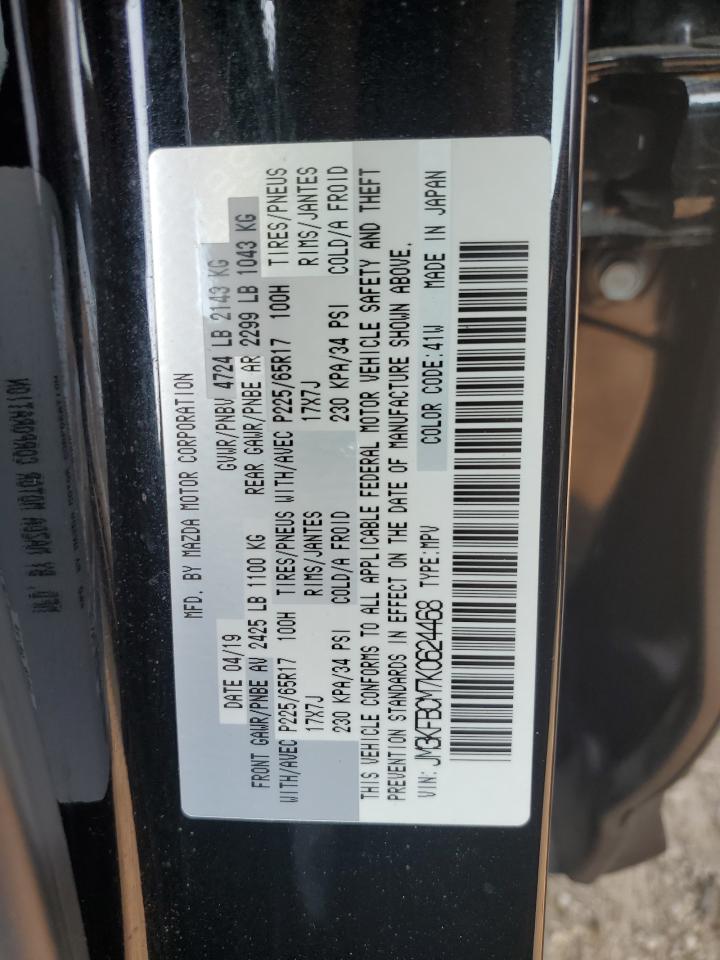 MFD. BY MAZDA MOTOR CORPORATION
DATE 04/19 GVWR/PNBV 4724 LB 2143 KG
FRONT GAWR/PNBE AV 2425 LB 1100 KG REAR GAWR/PNBE AR 2299 LB 1043 KG
WITH/AVEC P225/65R17 100H TIRES/PNEUS WITH/AVEC P225/65R17 100H TIRES/PNEUS
17X7J RIMS/JANTES 17X7J RIMS/JANTES
230 KPA/34 PSI COLD/A FROID 230 KPA/34 PSI COLD/A FROID
THIS VEHICLE CONFORMS TO ALL APPLICABLE FEDERAL MOTOR VEHICLE SAFETY AND THEFT
PREVENTION STANDARDS IN EFFECT ON THE DATE OF MANUFACTURE SHOWN ABOVE.
VIN: JM3KFBCM7K0624468 TYPE:MPV COLOR CODE:41W MADE IN JAPAN